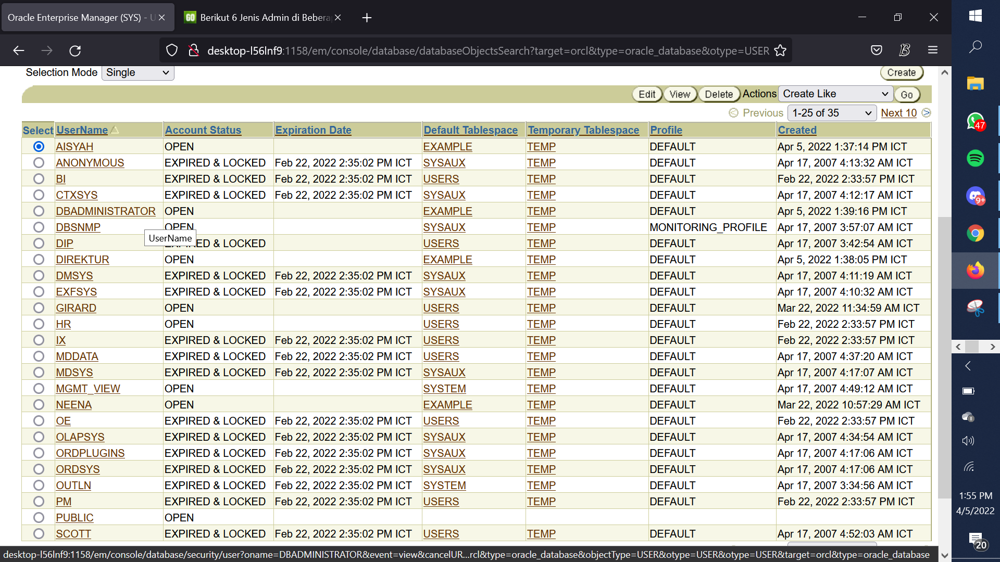 Oracle Enterprise Manager (SYS) - U
GO Berikut 6 Jenis Admin di Bebera
desktop-l56lnf9:1158/em/console/database/databaseObjectsSearch?target=orcl&type=oracle_database&otype=USER
Selection Mode Single Create
Edit View Delete Actions Create Like Go
Previous 1-25 of 35 Next 10
Select UserName Account Status Expiration Date Default Tablespace Temporary Tablespace Profile Created
AISYAH OPEN EXAMPLE TEMP DEFAULT Apr 5, 2022 1:37:14 PM ICT
ANONYMOUS EXPIRED & LOCKED Feb 22, 2022 2:35:02 PM ICT SYSAUX TEMP DEFAULT Apr 17, 2007 4:13:32 AM ICT
BI EXPIRED & LOCKED Feb 22, 2022 2:35:02 PM ICT USERS TEMP DEFAULT Feb 22, 2022 2:33:57 PM ICT
CTXSYS EXPIRED & LOCKED Feb 22, 2022 2:35:02 PM ICT SYSAUX TEMP DEFAULT Apr 17, 2007 4:12:17 AM ICT
DBADMINISTRATOR OPEN EXAMPLE TEMP DEFAULT Apr 5, 2022 1:39:16 PM ICT
DBSNMP OPEN SYSAUX TEMP MONITORING_PROFILE Apr 17, 2007 3:57:07 AM ICT
UserName
DIP EXPIRED & LOCKED USERS TEMP DEFAULT Apr 17, 2007 3:42:54 AM ICT
DIREKTUR OPEN EXAMPLE TEMP DEFAULT Apr 5, 2022 1:38:05 PM ICT
DMSYS EXPIRED & LOCKED Feb 22, 2022 2:35:02 PM ICT SYSAUX TEMP DEFAULT Apr 17, 2007 4:11:19 AM ICT
EXFSYS EXPIRED & LOCKED Feb 22, 2022 2:35:02 PM ICT SYSAUX TEMP DEFAULT Apr 17, 2007 4:10:32 AM ICT
GIRARD OPEN USERS TEMP DEFAULT Mar 22, 2022 11:34:59 AM ICT
HR OPEN USERS TEMP DEFAULT Feb 22, 2022 2:33:57 PM ICT
IX EXPIRED & LOCKED Feb 22, 2022 2:35:02 PM ICT USERS TEMP DEFAULT Feb 22, 2022 2:33:57 PM ICT
MDDATA EXPIRED & LOCKED Feb 22, 2022 2:35:02 PM ICT USERS TEMP DEFAULT Apr 17, 2007 4:37:20 AM ICT
MDSYS EXPIRED & LOCKED Feb 22, 2022 2:35:02 PM ICT SYSAUX TEMP DEFAULT Apr 17, 2007 4:17:07 AM ICT
MGMT_VIEW OPEN SYSTEM TEMP DEFAULT Apr 17, 2007 4:49:12 AM ICT
NEENA OPEN EXAMPLE TEMP DEFAULT Mar 22, 2022 10:57:29 AM ICT
OE EXPIRED & LOCKED Feb 22, 2022 2:35:02 PM ICT USERS TEMP DEFAULT Feb 22, 2022 2:33:57 PM ICT
OLAPSYS EXPIRED & LOCKED Feb 22, 2022 2:35:02 PM ICT SYSAUX TEMP DEFAULT Apr 17, 2007 4:34:54 AM ICT
ORDPLUGINS EXPIRED & LOCKED Feb 22, 2022 2:35:02 PM ICT SYSAUX TEMP DEFAULT Apr 17, 2007 4:17:06 AM ICT
ORDSYS EXPIRED & LOCKED Feb 22, 2022 2:35:02 PM ICT SYSAUX TEMP DEFAULT Apr 17, 2007 4:17:06 AM ICT
OUTLN EXPIRED & LOCKED Feb 22, 2022 2:35:02 PM ICT SYSTEM TEMP DEFAULT Apr 17, 2007 3:34:56 AM ICT
PM EXPIRED & LOCKED Feb 22, 2022 2:35:02 PM ICT USERS TEMP DEFAULT Feb 22, 2022 2:33:57 PM ICT
PUBLIC OPEN
SCOTT EXPIRED & LOCKED Feb 22, 2022 2:35:02 PM ICT USERS TEMP DEFAULT Apr 17, 2007 4:52:03 AM ICT
desktop-l56lnf9:1158/em/console/database/security/user?oname=DBADMINISTRATOR&event=view&cancelUR...rcl&type=oracle_database&objectType=USER&otype=USER&otype=USER&target=orcl&type=oracle_database
47
9+
1:55 PM
4/5/2022
20